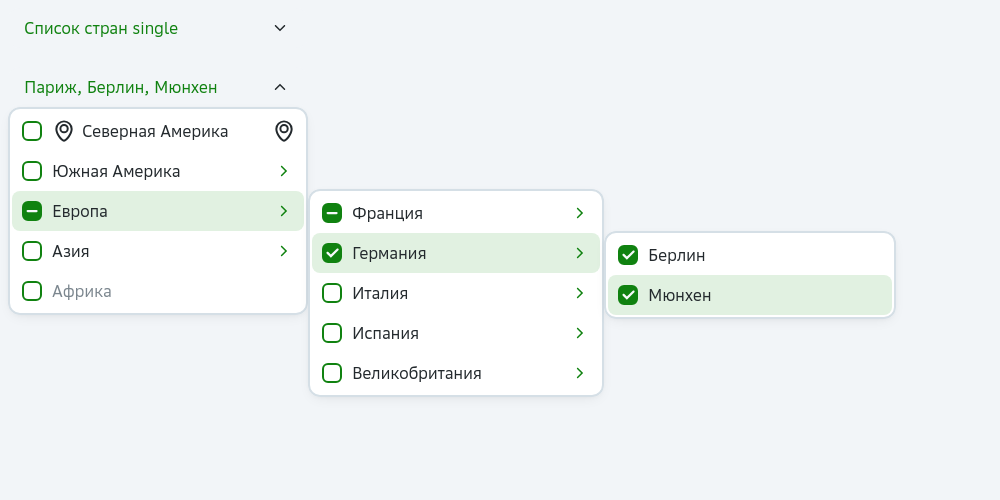 Список стран single
Париж, Берлин, Мюнхен
Северная Америка
Южная Америка
Европа
Азия
Африка
Франция
Германия
Италия
Испания
Великобритания
Берлин
Мюнхен